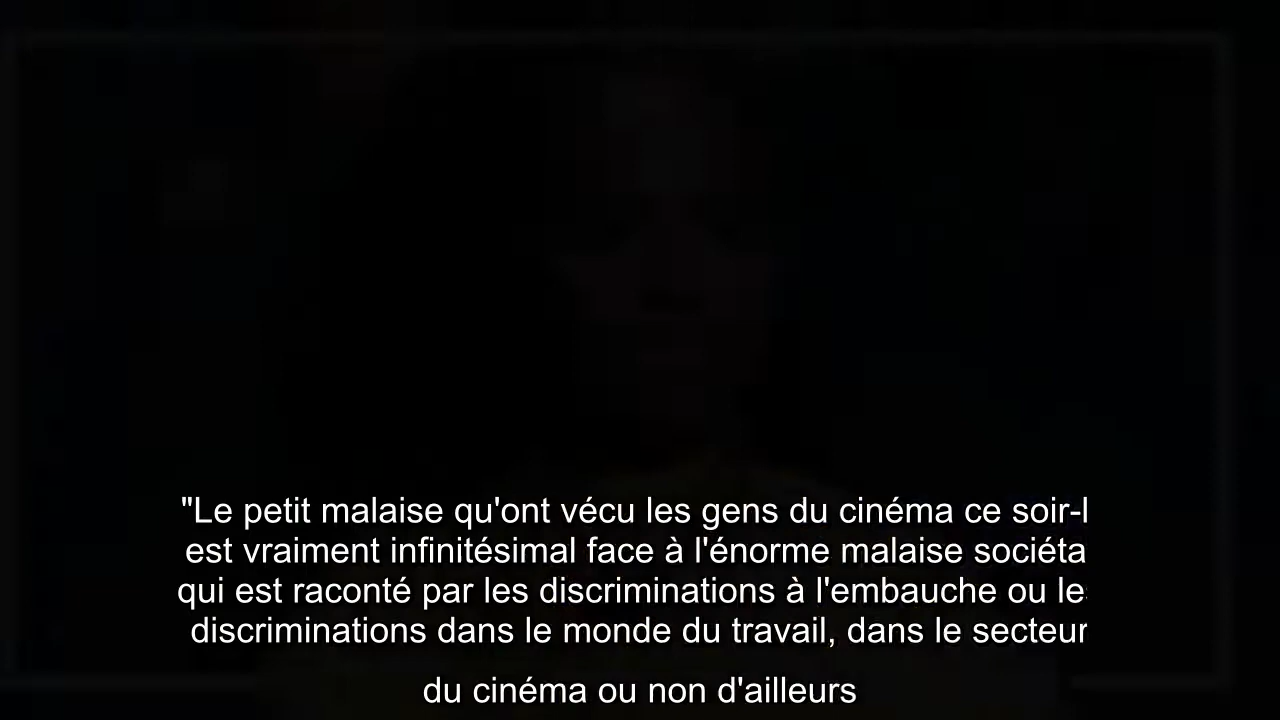 "Le petit malaise qu'ont vécu les gens du cinéma ce soir-l
est vraiment infinitésimal face à l'énorme malaise sociéta
qui est raconté par les discriminations à l'embauche ou le
discriminations dans le monde du travail, dans le secteur
du cinéma ou non d'ailleurs